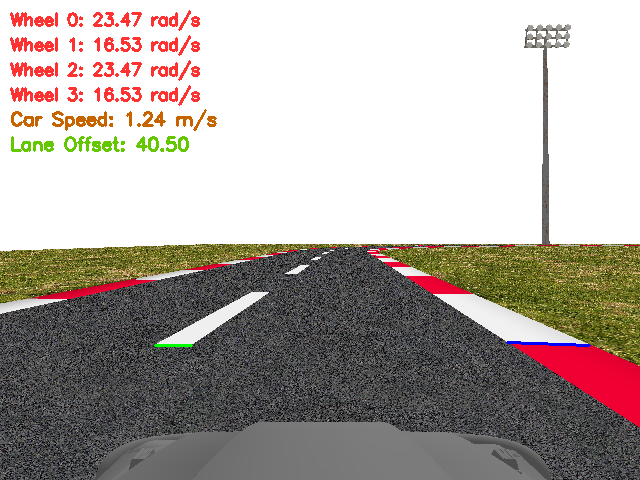 Wheel 0: 23.47 rad/s
Wheel 1: 16.53 rad/s
Wheel 2: 23.47 rad/s
Wheel 3: 16.53 rad/s
Car Speed: 1.24 m/s
Lane Offset: 40.50